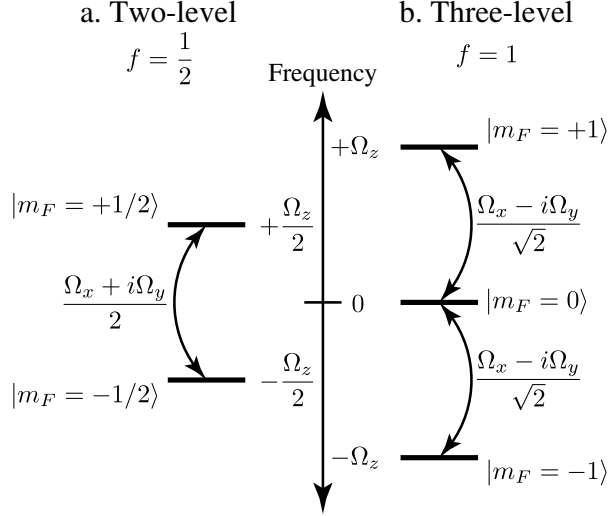 a. Two-level
f = 1/2
b. Three-level
f = 1
Frequency
|m_F = +1/2⟩
(Ω_x + iΩ_y)/2
|m_F = −1/2⟩
+Ω_z
+Ω_z/2
0
−Ω_z/2
−Ω_z
|m_F = +1⟩
(Ω_x − iΩ_y)/√2
|m_F = 0⟩
(Ω_x − iΩ_y)/√2
|m_F = −1⟩